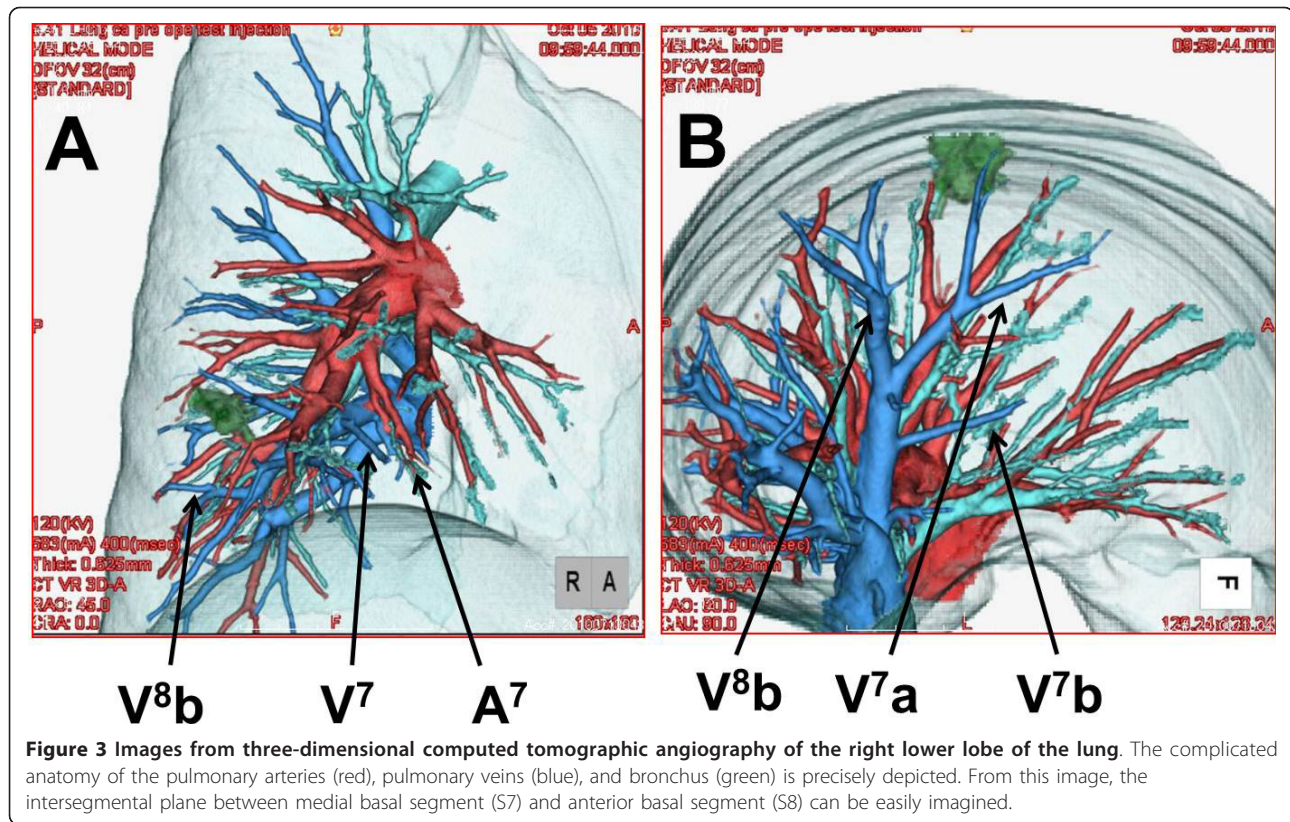 Oct 06 201
HELICAL MODE
09:59:44.000
DFOV 32(cm)
[STANDARD]
A
P
A
120(KV)
400(msec)
Thick: 0.625mm
CT VR 3D-A
RAO: 45.0
CRA: 0.0
F
R A
V⁸b V⁷ A⁷
HELICAL MODE
09:59:44.000
DFOV 32(cm)
[STANDARD]
B
P
A
120(KV)
400(msec)
Thick: 0.625mm
CT VR 3D-A
CAU: 90.0
L
F
V⁸b V⁷a V⁷b
Figure 3 Images from three-dimensional computed tomographic angiography of the right lower lobe of the lung. The complicated
anatomy of the pulmonary arteries (red), pulmonary veins (blue), and bronchus (green) is precisely depicted. From this image, the
intersegmental plane between medial basal segment (S7) and anterior basal segment (S8) can be easily imagined.